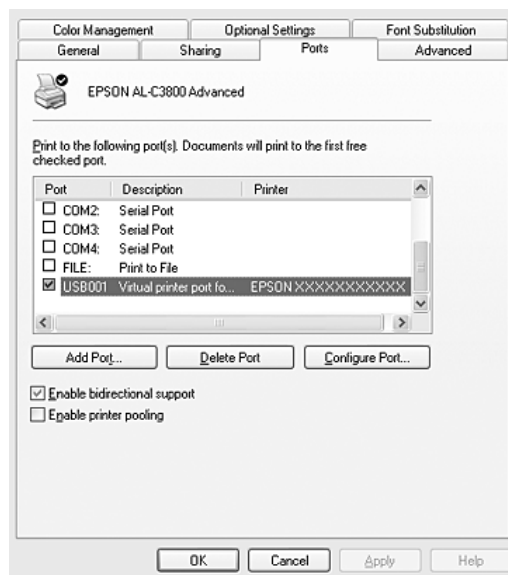 Color Management Optional Settings Font Substitution
General Sharing Ports Advanced
EPSON AL-C3800 Advanced
Print to the following port(s). Documents will print to the first free
checked port.
Port Description Printer
COM2: Serial Port
COM3: Serial Port
COM4: Serial Port
FILE: Print to File
USB001 Virtual printer port fo... EPSON XXXXXXXXXXX
Add Port... Delete Port Configure Port...
Enable bidirectional support
Enable printer pooling
OK Cancel Apply Help